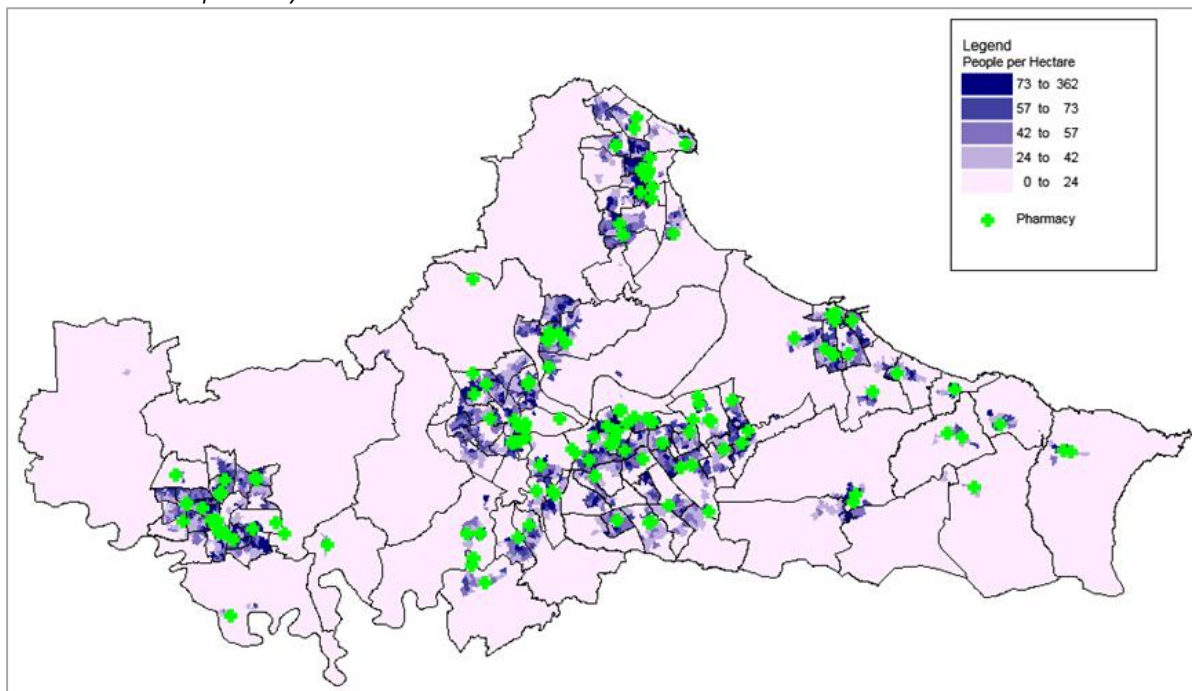 Legend
People per Hectare
73 to 362
57 to 73
42 to 57
24 to 42
0 to 24
Pharmacy